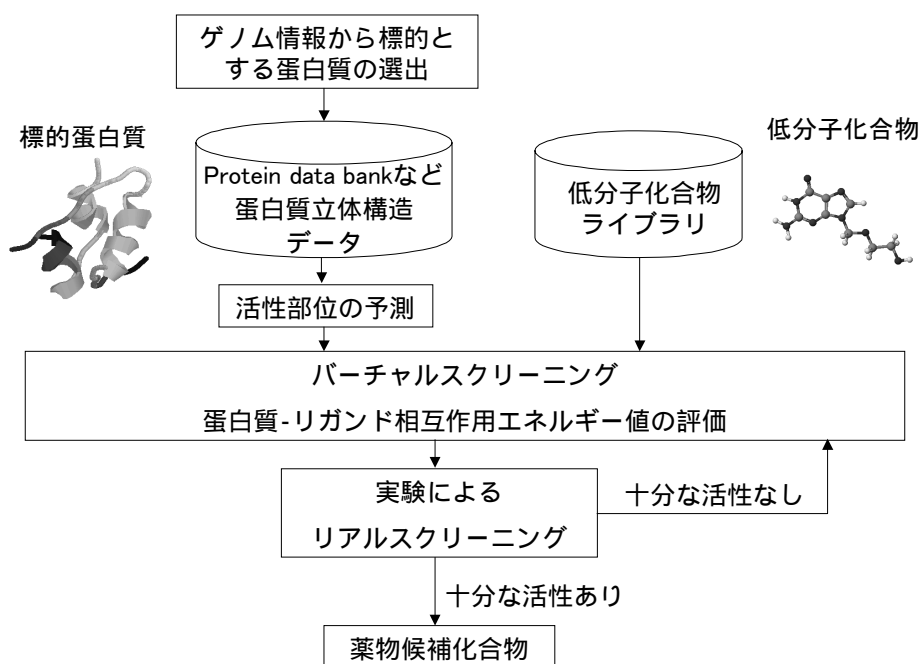 ゲノム情報から標的と
する蛋白質の選出
標的蛋白質
低分子化合物
Protein data bankなど
蛋白質立体構造
データ
低分子化合物
ライブラリ
活性部位の予測
バーチャルスクリーニング
蛋白質-リガンド相互作用エネルギー値の評価
実験による
リアルスクリーニング
十分な活性なし
十分な活性あり
薬物候補化合物